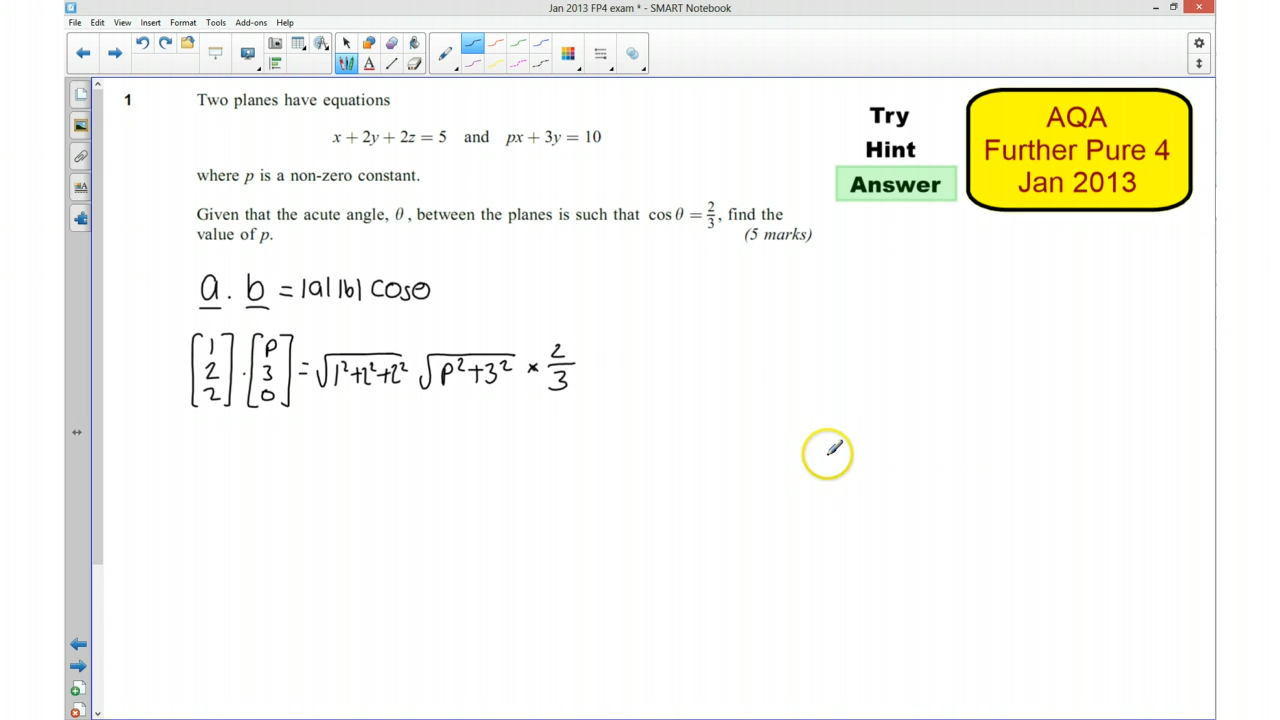 Jan 2013 FP4 exam * - SMART Notebook
File Edit View Insert Format Tools Add-ons Help
1 Two planes have equations
x + 2y + 2z = 5 and px + 3y = 10
where p is a non-zero constant.
Given that the acute angle, θ, between the planes is such that cos θ = 2/3, find the
value of p. (5 marks)
Try
Hint
Answer
AQA
Further Pure 4
Jan 2013
a . b = |a| |b| cosθ
[1 2 2] . [P 3 0] = √(1²+2²+2²) √(P²+3²) × 2/3